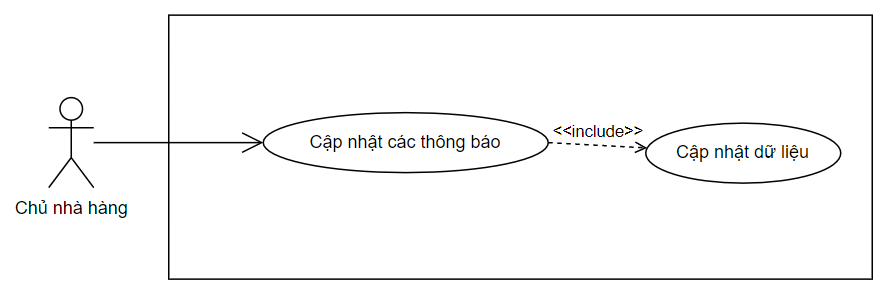 <<include>>
Cập nhật các thông báo
Cập nhật dữ liệu
Chủ nhà hàng